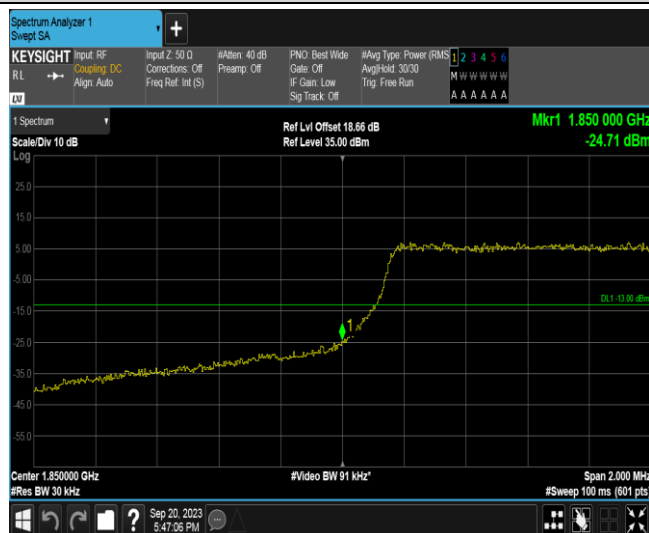 Spectrum Analyzer 1
Swept SA
+
KEYSIGHT
RL
LXI
Input: RF
Coupling: DC
Align: Auto
Input Z: 50 Ω
Corrections: Off
Freq Ref: Int (S)
#Atten: 40 dB
Preamp: Off
PNO: Best Wide
Gate: Off
IF Gain: Low
Sig Track: Off
#Avg Type: Power (RMS
Avg|Hold: 30/30
Trig: Free Run
1 2 3 4 5 6
M W W W W W
A A A A A A
1 Spectrum
Scale/Div 10 dB
Log
Ref Lvl Offset 18.66 dB
Ref Level 35.00 dBm
Mkr1 1.850 000 GHz
-24.71 dBm
25.0
15.0
5.00
-5.00
DL1 -13.00 dBm
-15.0
1
-25.0
-35.0
-45.0
-55.0
Center 1.850000 GHz
#Video BW 91 kHz*
Span 2.000 MHz
#Res BW 30 kHz
#Sweep 100 ms (601 pts)
?
Sep 20, 2023
5:47:06 PM